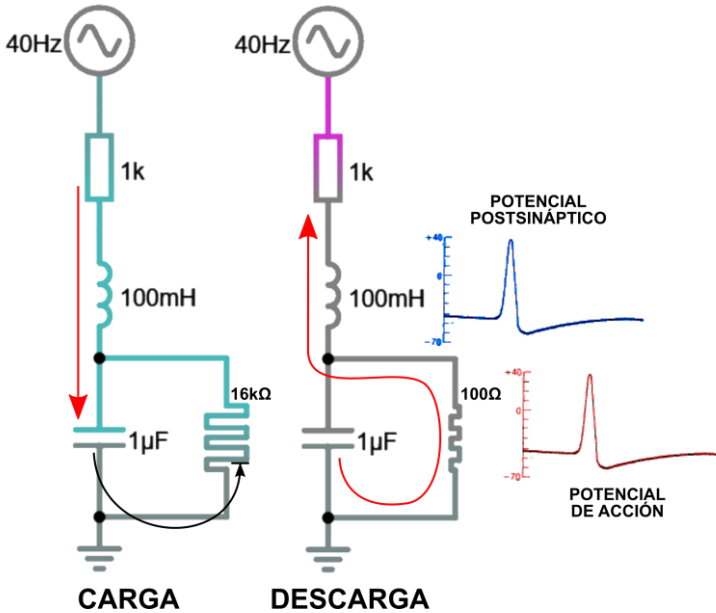 40Hz
1k
100mH
16kΩ
1µF
CARGA
40Hz
1k
100mH
100Ω
1µF
DESCARGA
POTENCIAL
POSTSINÁPTICO
+40
0
−70
+40
0
−70
POTENCIAL
DE ACCIÓN